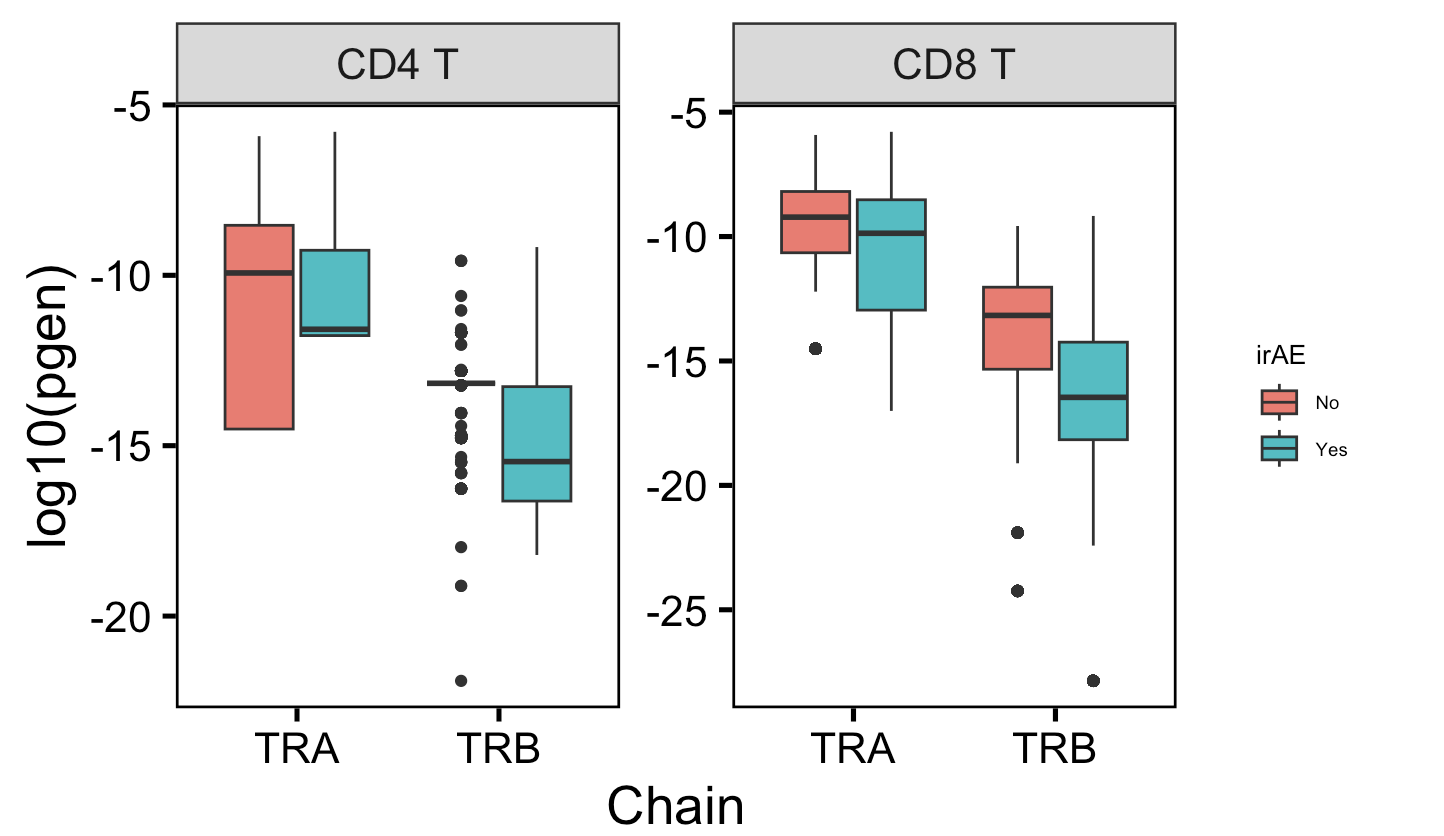 CD4 T
CD8 T
log10(pgen)
-5
-10
-15
-20
-5
-10
-15
-20
-25
TRA
TRB
TRA
TRB
Chain
irAE
No
Yes